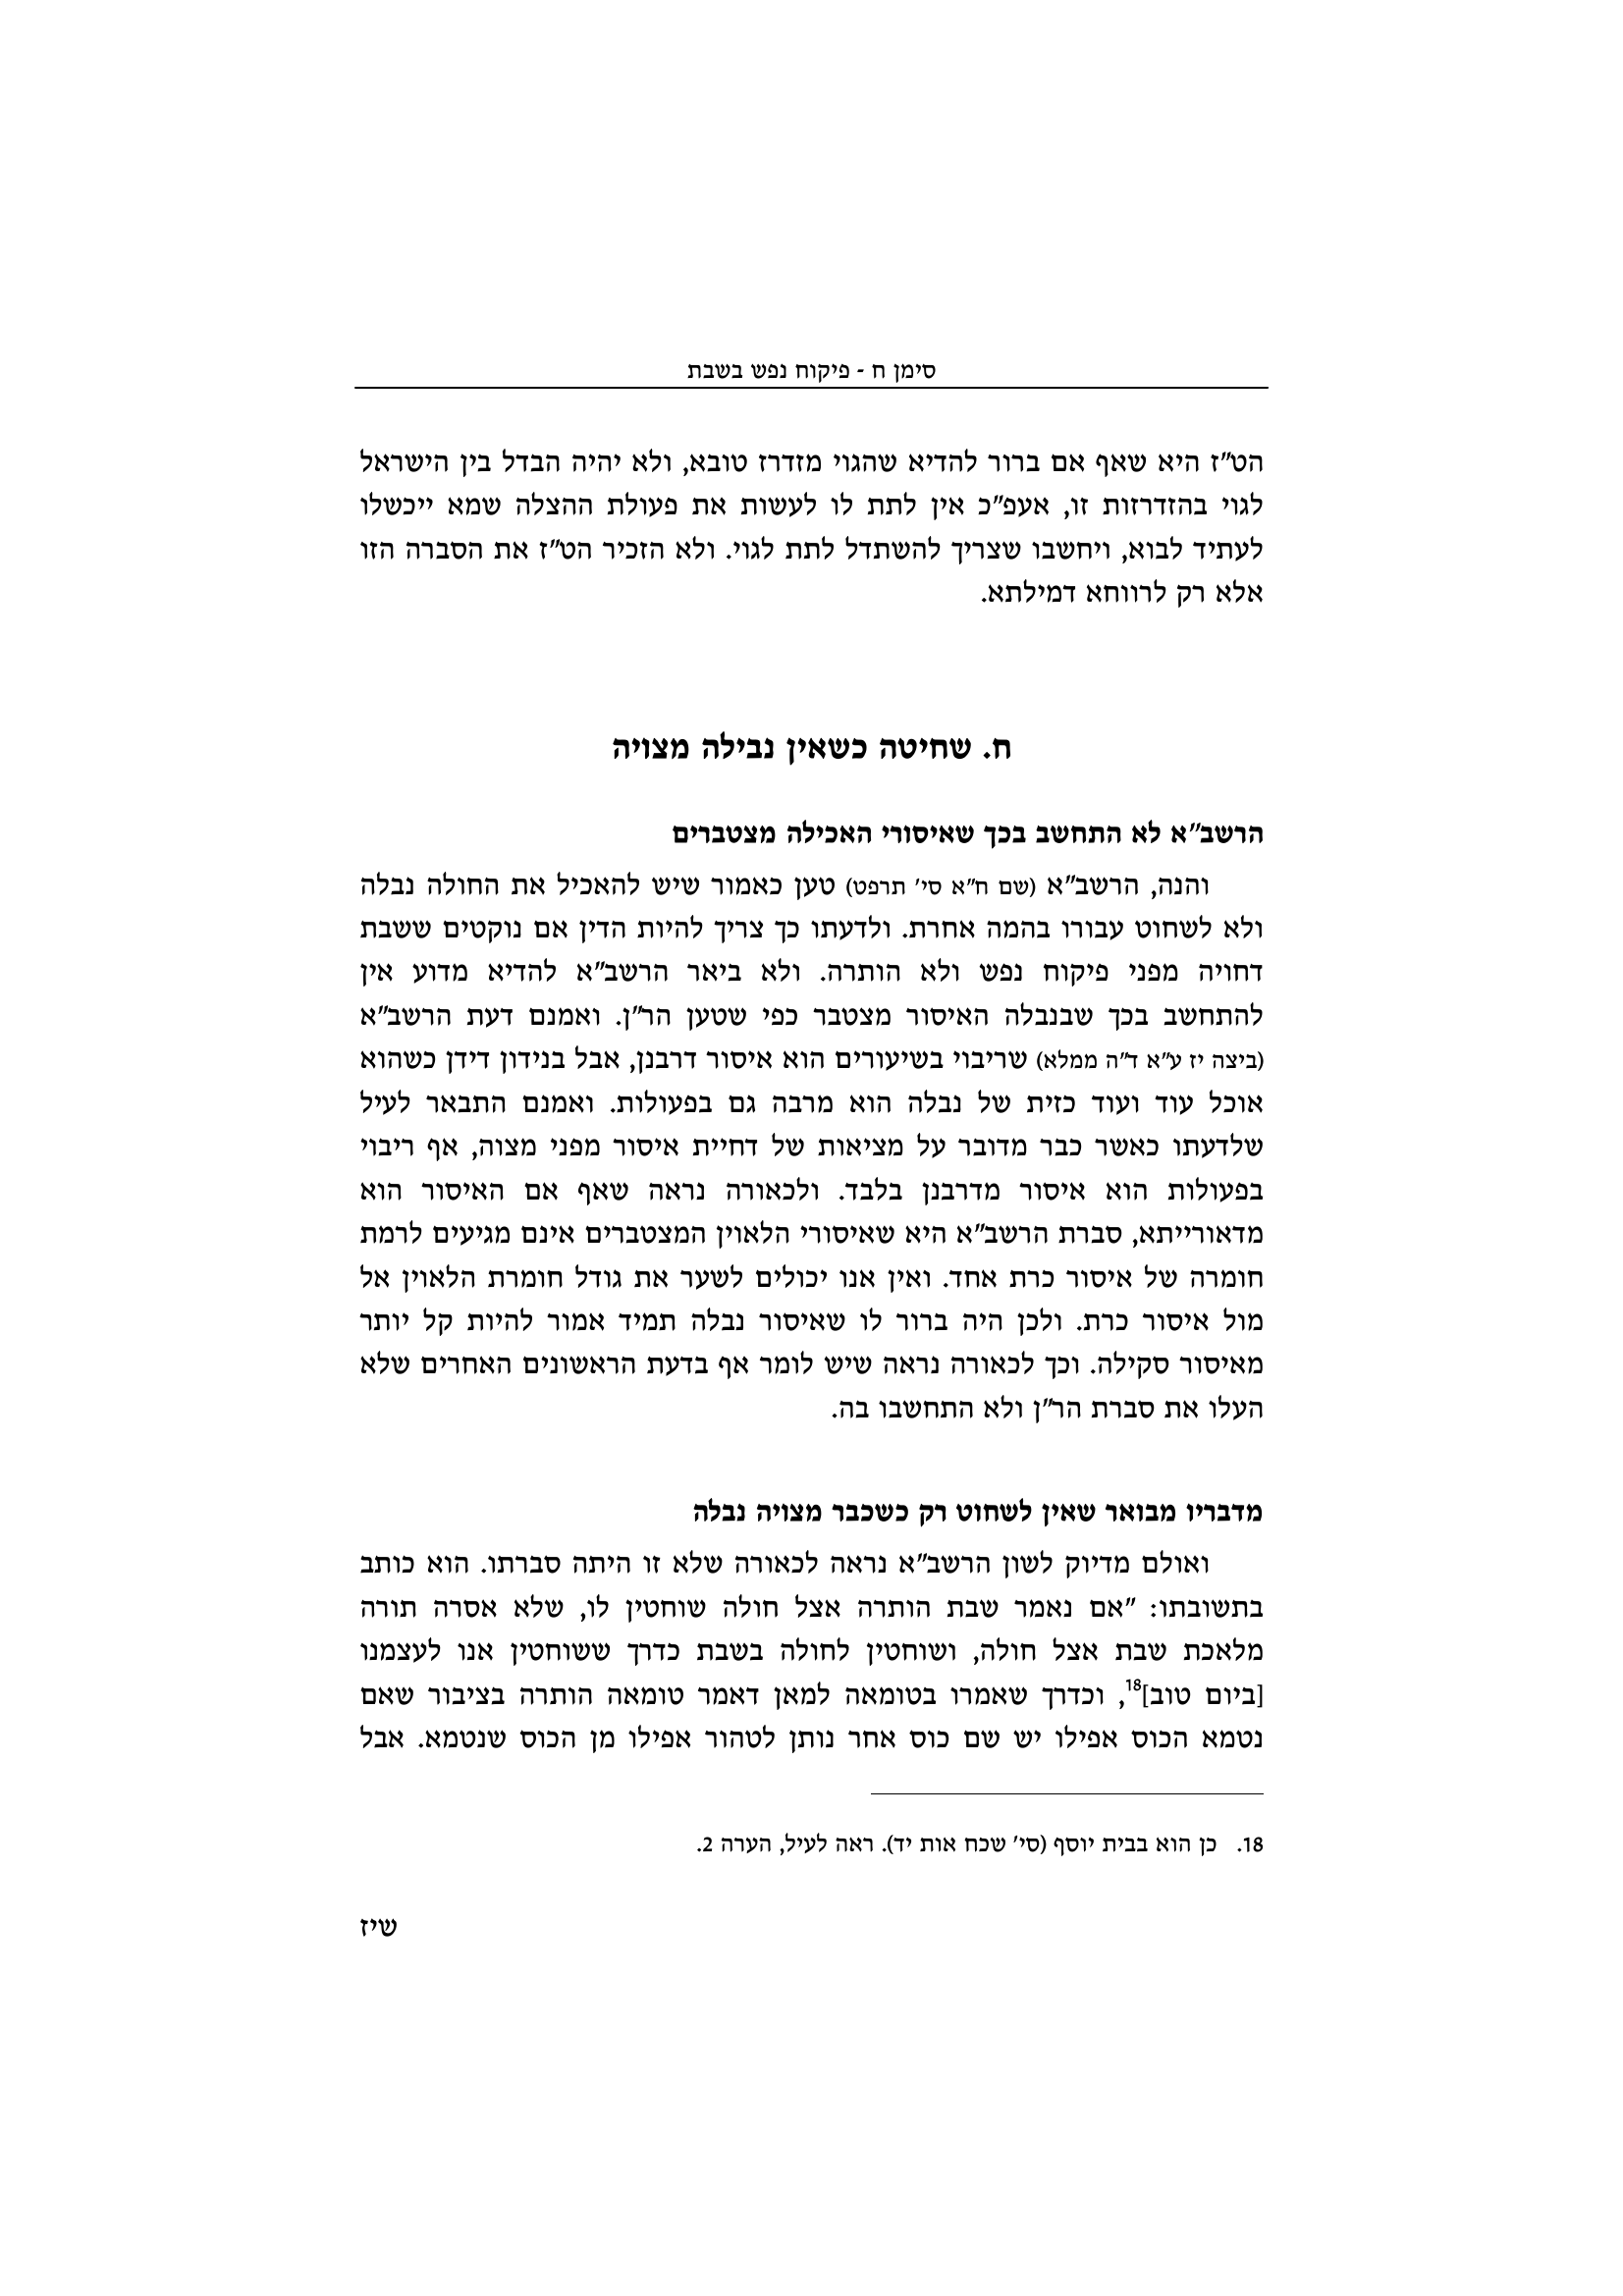 סימן ח - פיקוח נפש בשבת
הט"ז היא שאף אם ברור להדיא שהגוי מזדרז טובא, ולא יהיה הבדל בין הישראל
לגוי בהזדרזות זו, אעפ"כ אין לתת לו לעשות את פעולת ההצלה שמא ייכשלו
לעתיד לבוא, ויחשבו שצריך להשתדל לתת לגוי. ולא הזכיר הט"ז את הסברה הזו
אלא רק לרווחא דמילתא.
ח. שחיטה כשאין נבילה מצויה
הרשב"א לא התחשב בכך שאיסורי האכילה מצטברים
והנה, הרשב"א (שם ח"א סי' תרפט) טען כאמור שיש להאכיל את החולה נבלה
ולא לשחוט עבורו בהמה אחרת. ולדעתו כך צריך להיות הדין אם נוקטים ששבת
דחויה מפני פיקוח נפש ולא הותרה. ולא ביאר הרשב"א להדיא מדוע אין
להתחשב בכך שבנבלה האיסור מצטבר כפי שטען הר"ן. ואמנם דעת הרשב"א
(ביצה יז ע"א ד"ה ממלא) שריבוי בשיעורים הוא איסור דרבנן, אבל בנידון דידן כשהוא
אוכל עוד ועוד כזית של נבלה הוא מרבה גם בפעולות. ואמנם התבאר לעיל
שלדעתו כאשר כבר מדובר על מציאות של דחיית איסור מפני מצוה, אף ריבוי
בפעולות הוא איסור מדרבנן בלבד. ולכאורה נראה שאף אם האיסור הוא
מדאורייתא, סברת הרשב"א היא שאיסורי הלאוין המצטברים אינם מגיעים לרמת
חומרה של איסור כרת אחד. ואין אנו יכולים לשער את גודל חומרת הלאוין אל
מול איסור כרת. ולכן היה ברור לו שאיסור נבלה תמיד אמור להיות קל יותר
מאיסור סקילה. וכך לכאורה נראה שיש לומר אף בדעת הראשונים האחרים שלא
העלו את סברת הר"ן ולא התחשבו בה.
מדבריו מבואר שאין לשחוט רק כשכבר מצויה נבלה
ואולם מדיוק לשון הרשב"א נראה לכאורה שלא זו היתה סברתו. הוא כותב
בתשובתו: "אם נאמר שבת הותרה אצל חולה שוחטין לו, שלא אסרה תורה
מלאכת שבת אצל חולה, ושוחטין לחולה בשבת כדרך ששוחטין אנו לעצמנו
[ביום טוב]18, וכדרך שאמרו בטומאה למאן דאמר טומאה הותרה בציבור שאם
נטמא הכוס אפילו יש שם כוס אחר נותן לטהור אפילו מן הכוס שנטמא. אבל
18. כן הוא בבית יוסף (סי' שכח אות יד). ראה לעיל, הערה 2.
שיז